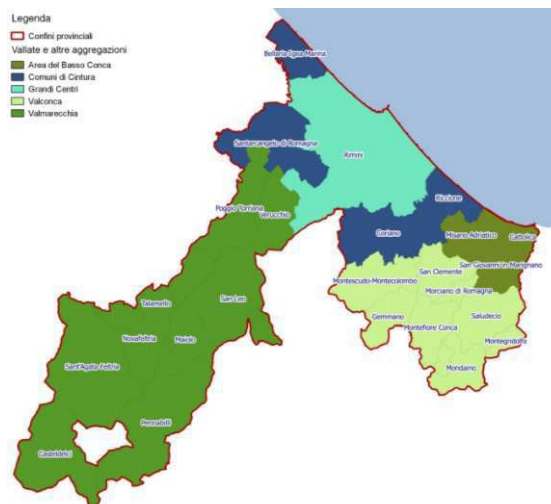 Legenda
Confini provinciali
Vallate e altre aggregazioni
Area del Basso Conca
Comuni di Cintura
Grandi Centri
Valconca
Valmarecchia
Bellaria-Igea Marina
Santarcangelo di Romagna
Rimini
Poggio Torriana
Verucchio
Riccione
Coriano
Misano Adriatico
Cattolica
San Giovanni in Marignano
San Clemente
Montescudo-Montecolombo
Morciano di Romagna
Talamello
San Leo
Gemmano
Saludecio
Montefiore Conca
Novafeltria
Maiolo
Montegridolfo
Sant'Agata Feltria
Mondaino
Pennabilli
Casteldelci